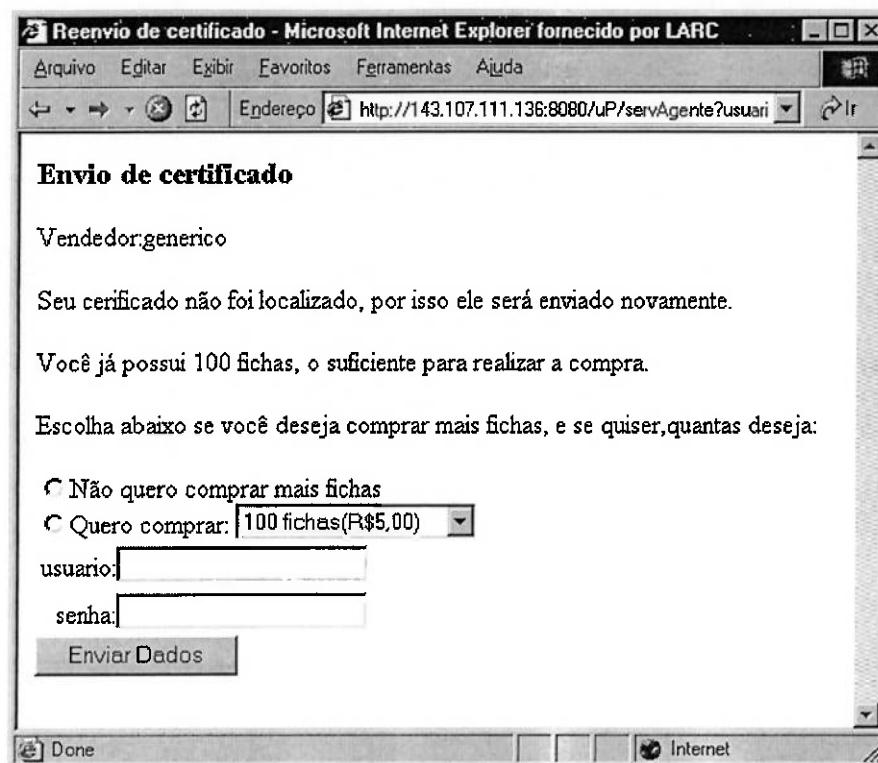 Reenvio de certificado - Microsoft Internet Explorer fornecido por LARC
Arquivo Editar Exibir Favoritos Ferramentas Ajuda
Endereço http://143.107.111.136:8080/uP/servAgente?usuari Ir
Envio de certificado
Vendedor:generico
Seu cerificado não foi localizado, por isso ele será enviado novamente.
Você já possui 100 fichas, o suficiente para realizar a compra.
Escolha abaixo se você deseja comprar mais fichas, e se quiser,quantas deseja:
Não quero comprar mais fichas
Quero comprar: 100 fichas(R$5,00)
usuario:
senha:
Enviar Dados
Done Internet